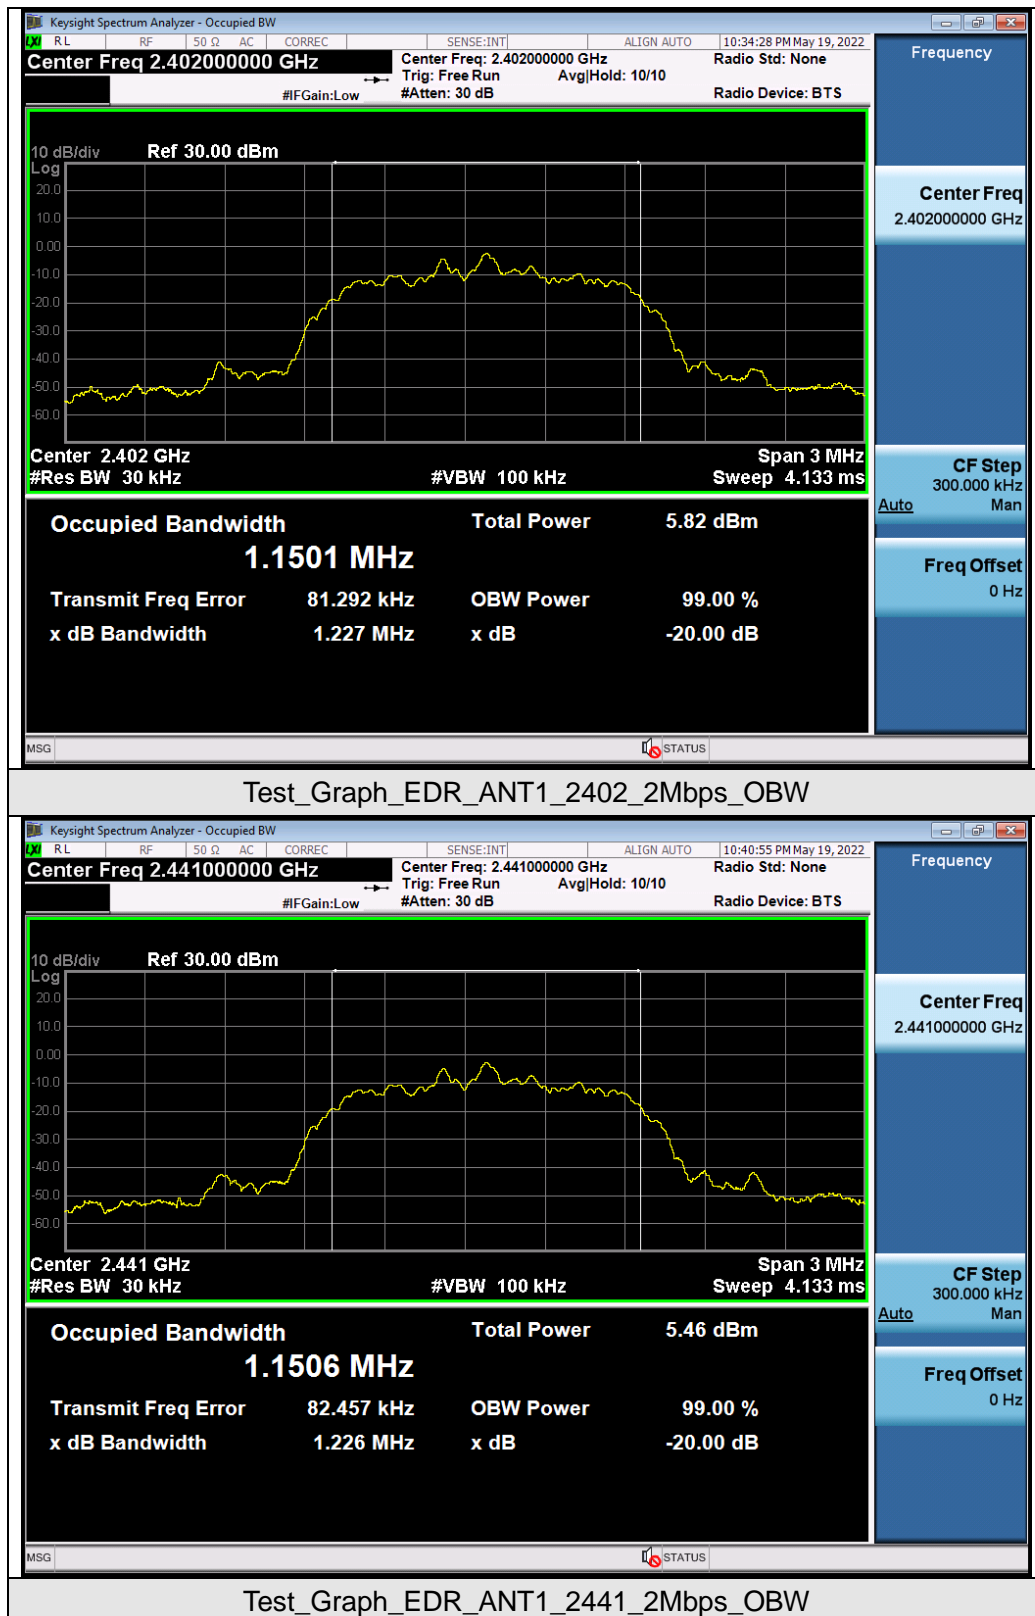 Keysight Spectrum Analyzer - Occupied BW
LXI RL RF 50 Ω AC CORREC SENSE:INT ALIGN AUTO 10:34:28 PM May 19, 2022
Center Freq 2.402000000 GHz
Center Freq: 2.402000000 GHz
Radio Std: None
Trig: Free Run Avg|Hold: 10/10
#IFGain:Low #Atten: 30 dB Radio Device: BTS
10 dB/div Ref 30.00 dBm
Log
20.0
10.0
0.00
-10.0
-20.0
-30.0
-40.0
-50.0
-60.0
Center 2.402 GHz Span 3 MHz
#Res BW 30 kHz #VBW 100 kHz Sweep 4.133 ms
Occupied Bandwidth Total Power 5.82 dBm
1.1501 MHz
Transmit Freq Error 81.292 kHz OBW Power 99.00 %
x dB Bandwidth 1.227 MHz x dB -20.00 dB
MSG STATUS
Frequency
Center Freq
2.402000000 GHz
CF Step
300.000 kHz
Auto Man
Freq Offset
0 Hz
Test_Graph_EDR_ANT1_2402_2Mbps_OBW
Keysight Spectrum Analyzer - Occupied BW
LXI RL RF 50 Ω AC CORREC SENSE:INT ALIGN AUTO 10:40:55 PM May 19, 2022
Center Freq 2.441000000 GHz
Center Freq: 2.441000000 GHz
Radio Std: None
Trig: Free Run Avg|Hold: 10/10
#IFGain:Low #Atten: 30 dB Radio Device: BTS
10 dB/div Ref 30.00 dBm
Log
20.0
10.0
0.00
-10.0
-20.0
-30.0
-40.0
-50.0
-60.0
Center 2.441 GHz Span 3 MHz
#Res BW 30 kHz #VBW 100 kHz Sweep 4.133 ms
Occupied Bandwidth Total Power 5.46 dBm
1.1506 MHz
Transmit Freq Error 82.457 kHz OBW Power 99.00 %
x dB Bandwidth 1.226 MHz x dB -20.00 dB
MSG STATUS
Frequency
Center Freq
2.441000000 GHz
CF Step
300.000 kHz
Auto Man
Freq Offset
0 Hz
Test_Graph_EDR_ANT1_2441_2Mbps_OBW